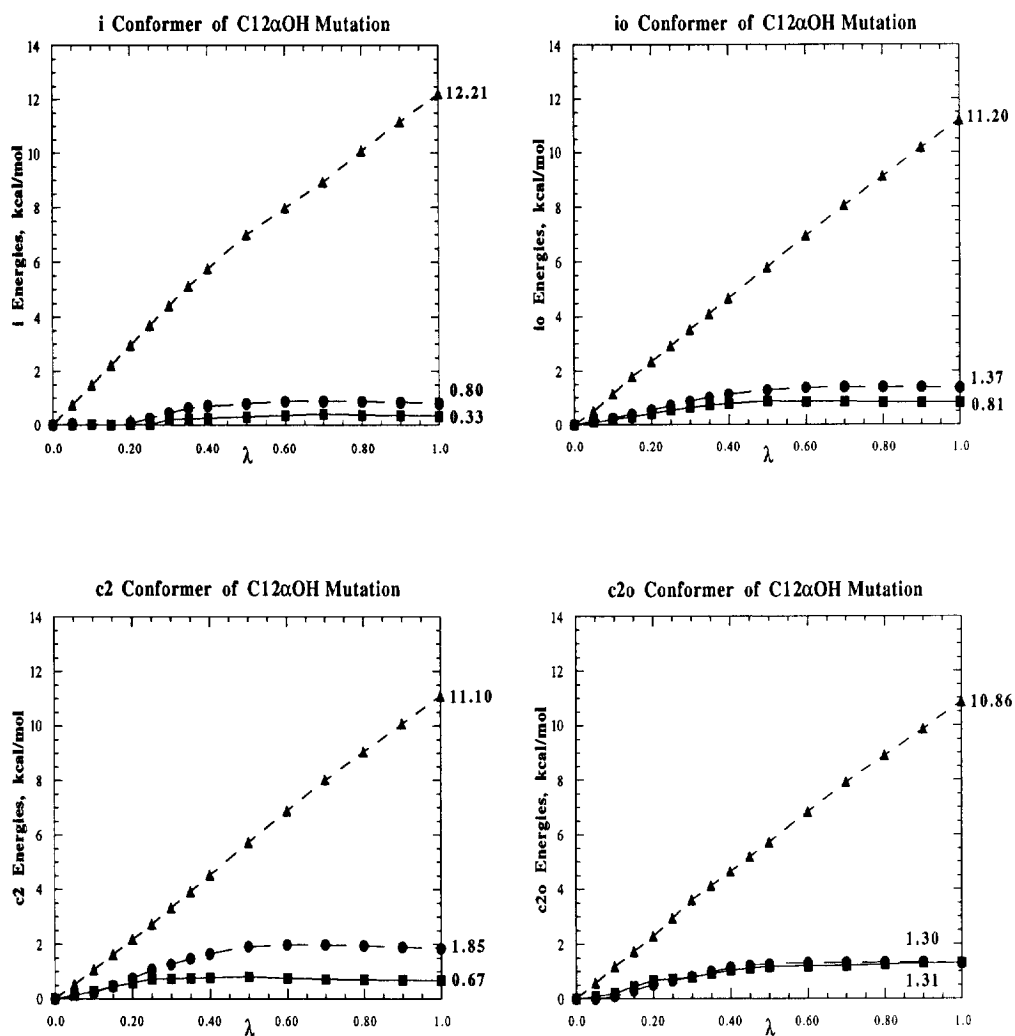 i Conformer of C12αOH Mutation
14
12
10
8
6
4
2
0
i Energies, kcal/mol
12.21
0.80
0.33
0.0 0.20 0.40 0.60 0.80 1.0
λ
io Conformer of C12αOH Mutation
14
12
10
8
6
4
2
0
io Energies, kcal/mol
11.20
1.37
0.81
0.0 0.20 0.40 0.60 0.80 1.0
λ
c2 Conformer of C12αOH Mutation
14
12
10
8
6
4
2
0
c2 Energies, kcal/mol
11.10
1.85
0.67
0.0 0.20 0.40 0.60 0.80 1.0
λ
c2o Conformer of C12αOH Mutation
14
12
10
8
6
4
2
0
c2o Energies, kcal/mol
10.86
1.30
1.31
0.0 0.20 0.40 0.60 0.80 1.0
λ